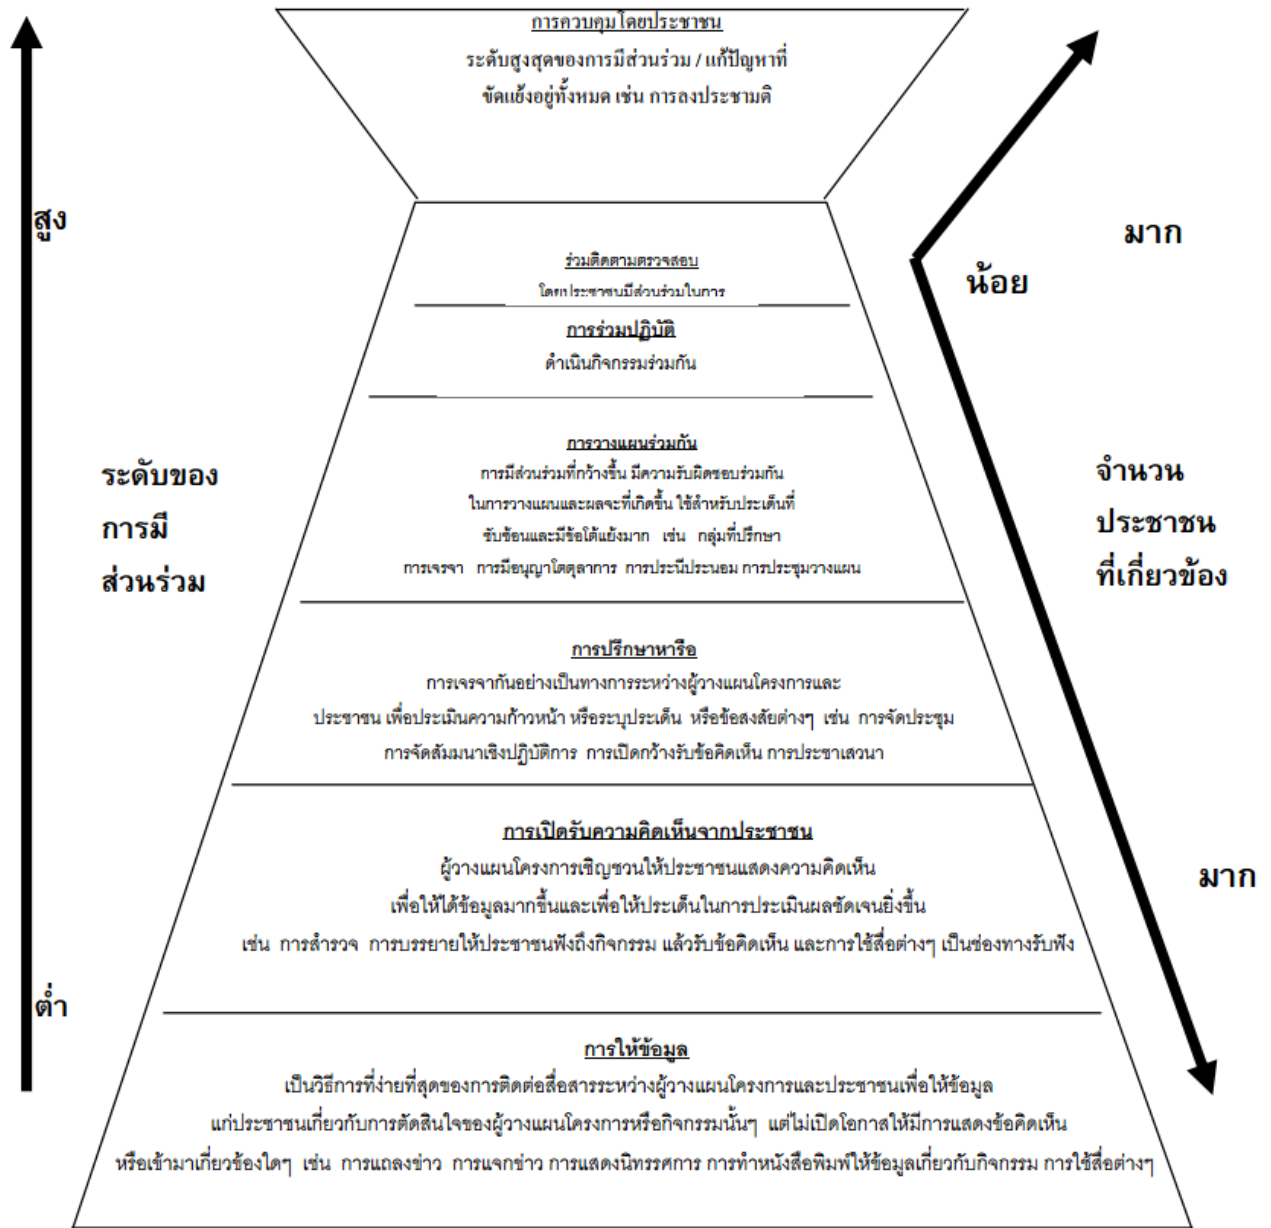 การควบคุมโดยประชาชน
ระดับสูงสุดของการมีส่วนร่วม / แก้ปัญหาที่
ขัดแย้งอยู่ทั้งหมด เช่น การลงประชามติ
สูง
มาก
น้อย
ร่วมติดตามตรวจสอบ
โดยประชาชนมีส่วนร่วมในการ
การร่วมปฏิบัติ
ดำเนินกิจกรรมร่วมกัน
การวางแผนร่วมกัน
การมีส่วนร่วมที่กว้างขึ้น มีความรับผิดชอบร่วมกัน
ในการวางแผนและผลจะที่เกิดขึ้น ใช้สำหรับประเด็นที่
ซับซ้อนและมีข้อโต้แย้งมาก เช่น กลุ่มที่ปรึกษา
การเจรจา การมีอนุญาโตตุลาการ การประนีประนอม การประชุมวางแผน
ระดับของ
การมี
ส่วนร่วม
จำนวน
ประชาชน
ที่เกี่ยวข้อง
การปรึกษาหารือ
การเจรจากันอย่างเป็นทางการระหว่างผู้วางแผนโครงการและ
ประชาชน เพื่อประเมินความก้าวหน้า หรือระบุประเด็น หรือข้อสงสัยต่างๆ เช่น การจัดประชุม
การจัดสัมมนาเชิงปฏิบัติการ การเปิดกว้างรับข้อคิดเห็น การประชาเสวนา
การเปิดรับความคิดเห็นจากประชาชน
ผู้วางแผนโครงการเชิญชวนให้ประชาชนแสดงความคิดเห็น
เพื่อให้ได้ข้อมูลมากขึ้นและเพื่อให้ประเด็นในการประเมินผลชัดเจนยิ่งขึ้น
เช่น การสำรวจ การบรรยายให้ประชาชนฟังถึงกิจกรรม แล้วรับข้อคิดเห็น และการใช้สื่อต่างๆ เป็นช่องทางรับฟัง
มาก
ต่ำ
การให้ข้อมูล
เป็นวิธีการที่ง่ายที่สุดของการติดต่อสื่อสารระหว่างผู้วางแผนโครงการและประชาชนเพื่อให้ข้อมูล
แก่ประชาชนเกี่ยวกับการตัดสินใจของผู้วางแผนโครงการหรือกิจกรรมนั้นๆ แต่ไม่เปิดโอกาสให้มีการแสดงข้อคิดเห็น
หรือเข้ามาเกี่ยวข้องใดๆ เช่น การแถลงข่าว การแจกข่าว การแสดงนิทรรศการ การทำหนังสือพิมพ์ให้ข้อมูลเกี่ยวกับกิจกรรม การใช้สื่อต่างๆ